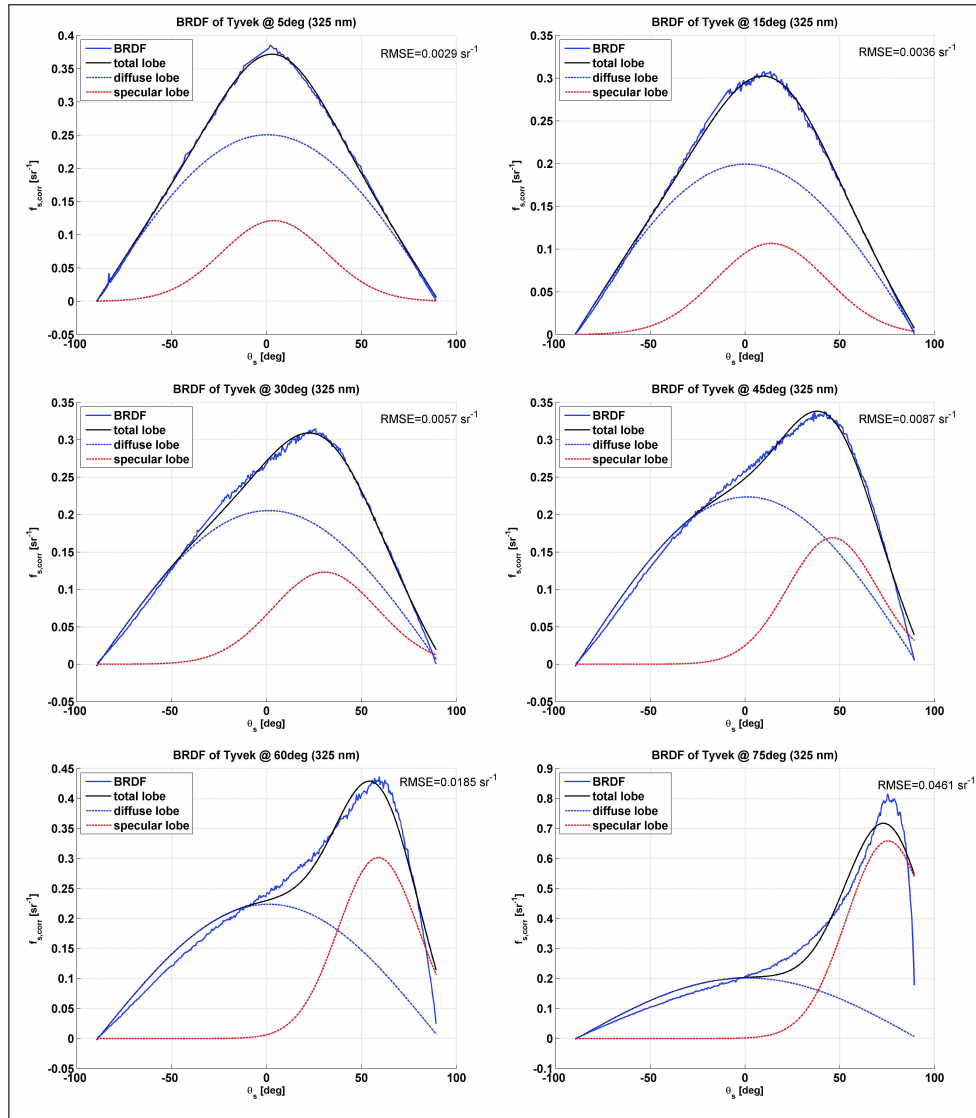 BRDF of Tyvek @ 5deg (325 nm)
RMSE=0.0029 sr⁻¹
BRDF
total lobe
diffuse lobe
specular lobe
0.4
0.35
0.3
0.25
0.2
0.15
0.1
0.05
0
-0.05
f_s,corr [sr⁻¹]
-100
-50
0
50
100
θ_s [deg]
BRDF of Tyvek @ 15deg (325 nm)
RMSE=0.0036 sr⁻¹
BRDF
total lobe
diffuse lobe
specular lobe
0.35
0.3
0.25
0.2
0.15
0.1
0.05
0
f_s,corr [sr⁻¹]
-100
-50
0
50
100
θ_s [deg]
BRDF of Tyvek @ 30deg (325 nm)
RMSE=0.0057 sr⁻¹
BRDF
total lobe
diffuse lobe
specular lobe
0.35
0.3
0.25
0.2
0.15
0.1
0.05
0
-0.05
f_s,corr [sr⁻¹]
-100
-50
0
50
100
θ_s [deg]
BRDF of Tyvek @ 45deg (325 nm)
RMSE=0.0087 sr⁻¹
BRDF
total lobe
diffuse lobe
specular lobe
0.35
0.3
0.25
0.2
0.15
0.1
0.05
0
-0.05
f_s,corr [sr⁻¹]
-100
-50
0
50
100
θ_s [deg]
BRDF of Tyvek @ 60deg (325 nm)
RMSE=0.0185 sr⁻¹
BRDF
total lobe
diffuse lobe
specular lobe
0.45
0.4
0.35
0.3
0.25
0.2
0.15
0.1
0.05
0
-0.05
f_s,corr [sr⁻¹]
-100
-50
0
50
100
θ_s [deg]
BRDF of Tyvek @ 75deg (325 nm)
RMSE=0.0461 sr⁻¹
BRDF
total lobe
diffuse lobe
specular lobe
0.9
0.8
0.7
0.6
0.5
0.4
0.3
0.2
0.1
0
-0.1
f_s,corr [sr⁻¹]
-100
-50
0
50
100
θ_s [deg]